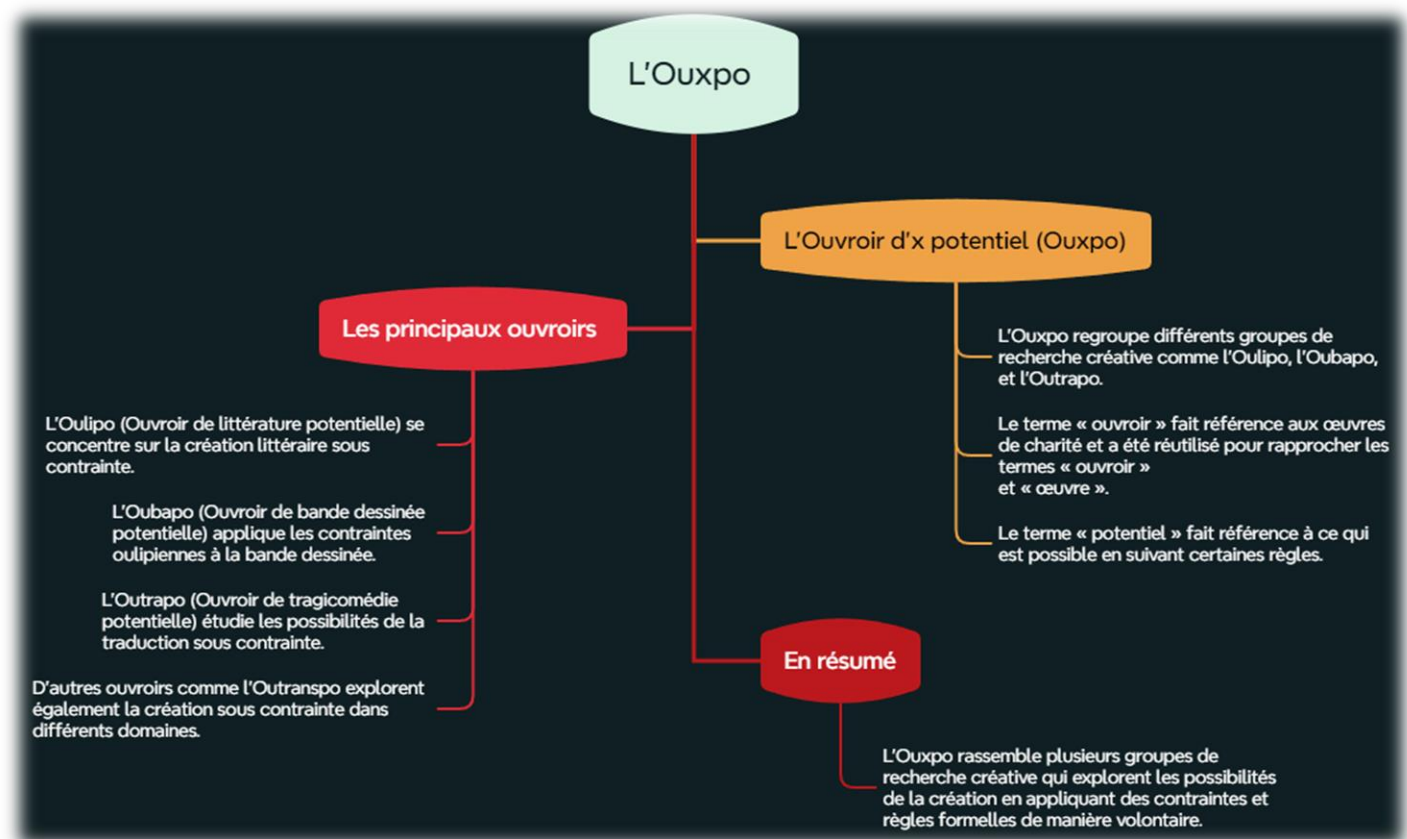 L'Ouxpo
L'Ouvroir d'x potentiel (Ouxpo)
L'Ouxpo regroupe différents groupes de
recherche créative comme l'Oulipo, l'Oubapo,
et l'Outrapo.
Le terme « ouvroir » fait référence aux œuvres
de charité et a été réutilisé pour rapprocher les
termes « ouvroir »
et « œuvre ».
Le terme « potentiel » fait référence à ce qui
est possible en suivant certaines règles.
Les principaux ouvroirs
L'Oulipo (Ouvroir de littérature potentielle) se
concentre sur la création littéraire sous
contrainte.
L'Oubapo (Ouvroir de bande dessinée
potentielle) applique les contraintes
oulipiennes à la bande dessinée.
L'Outrapo (Ouvroir de tragicomédie
potentielle) étudie les possibilités de la
traduction sous contrainte.
D'autres ouvroirs comme l'Outranspo explorent
également la création sous contrainte dans
différents domaines.
En résumé
L'Ouxpo rassemble plusieurs groupes de
recherche créative qui explorent les possibilités
de la création en appliquant des contraintes et
règles formelles de manière volontaire.